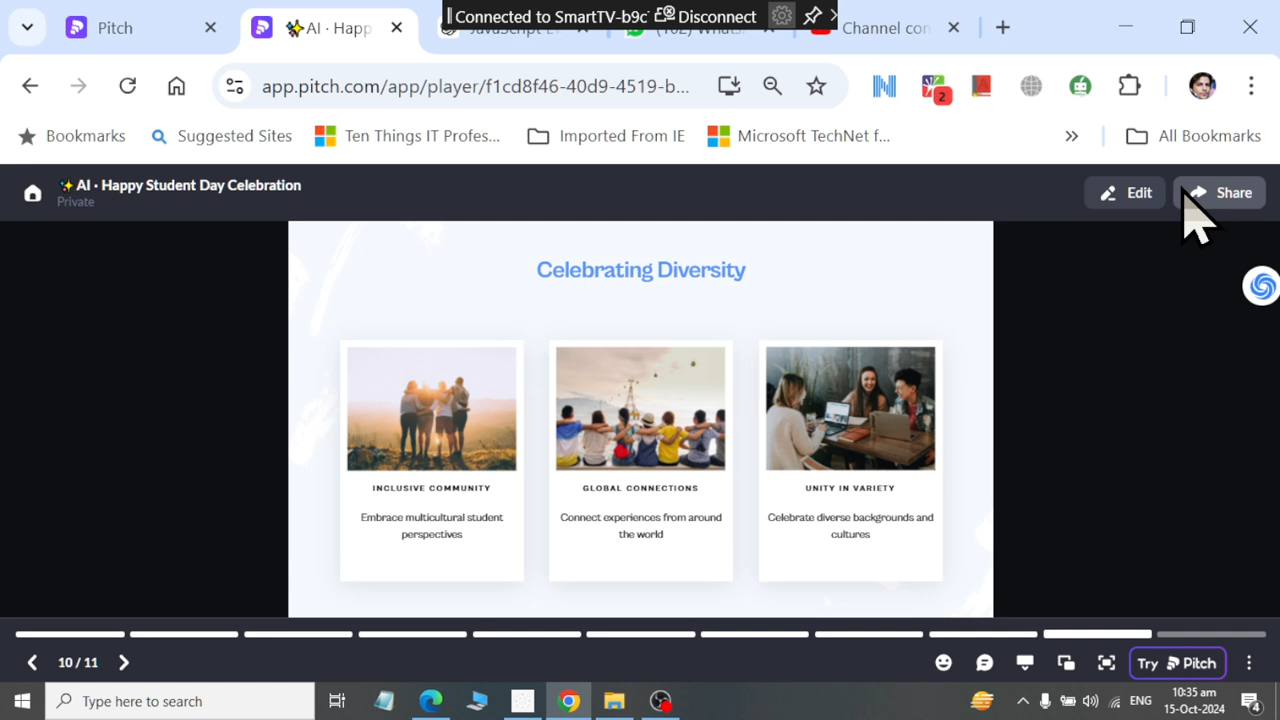 Connected to SmartTV-b9c Disconnect
Pitch
AI · Happ
app.pitch.com/app/player/f1cd8f46-40d9-4519-b...
2
Bookmarks
Suggested Sites
Ten Things IT Profes...
Imported From IE
Microsoft TechNet f...
All Bookmarks
AI · Happy Student Day Celebration
Private
Edit
Share
Celebrating Diversity
INCLUSIVE COMMUNITY
Embrace multicultural student
perspectives
GLOBAL CONNECTIONS
Connect experiences from around
the world
UNITY IN VARIETY
Celebrate diverse backgrounds and
cultures
10 / 11
Try Pitch
Type here to search
ENG
10:35 am
15-Oct-2024
4
Channel con